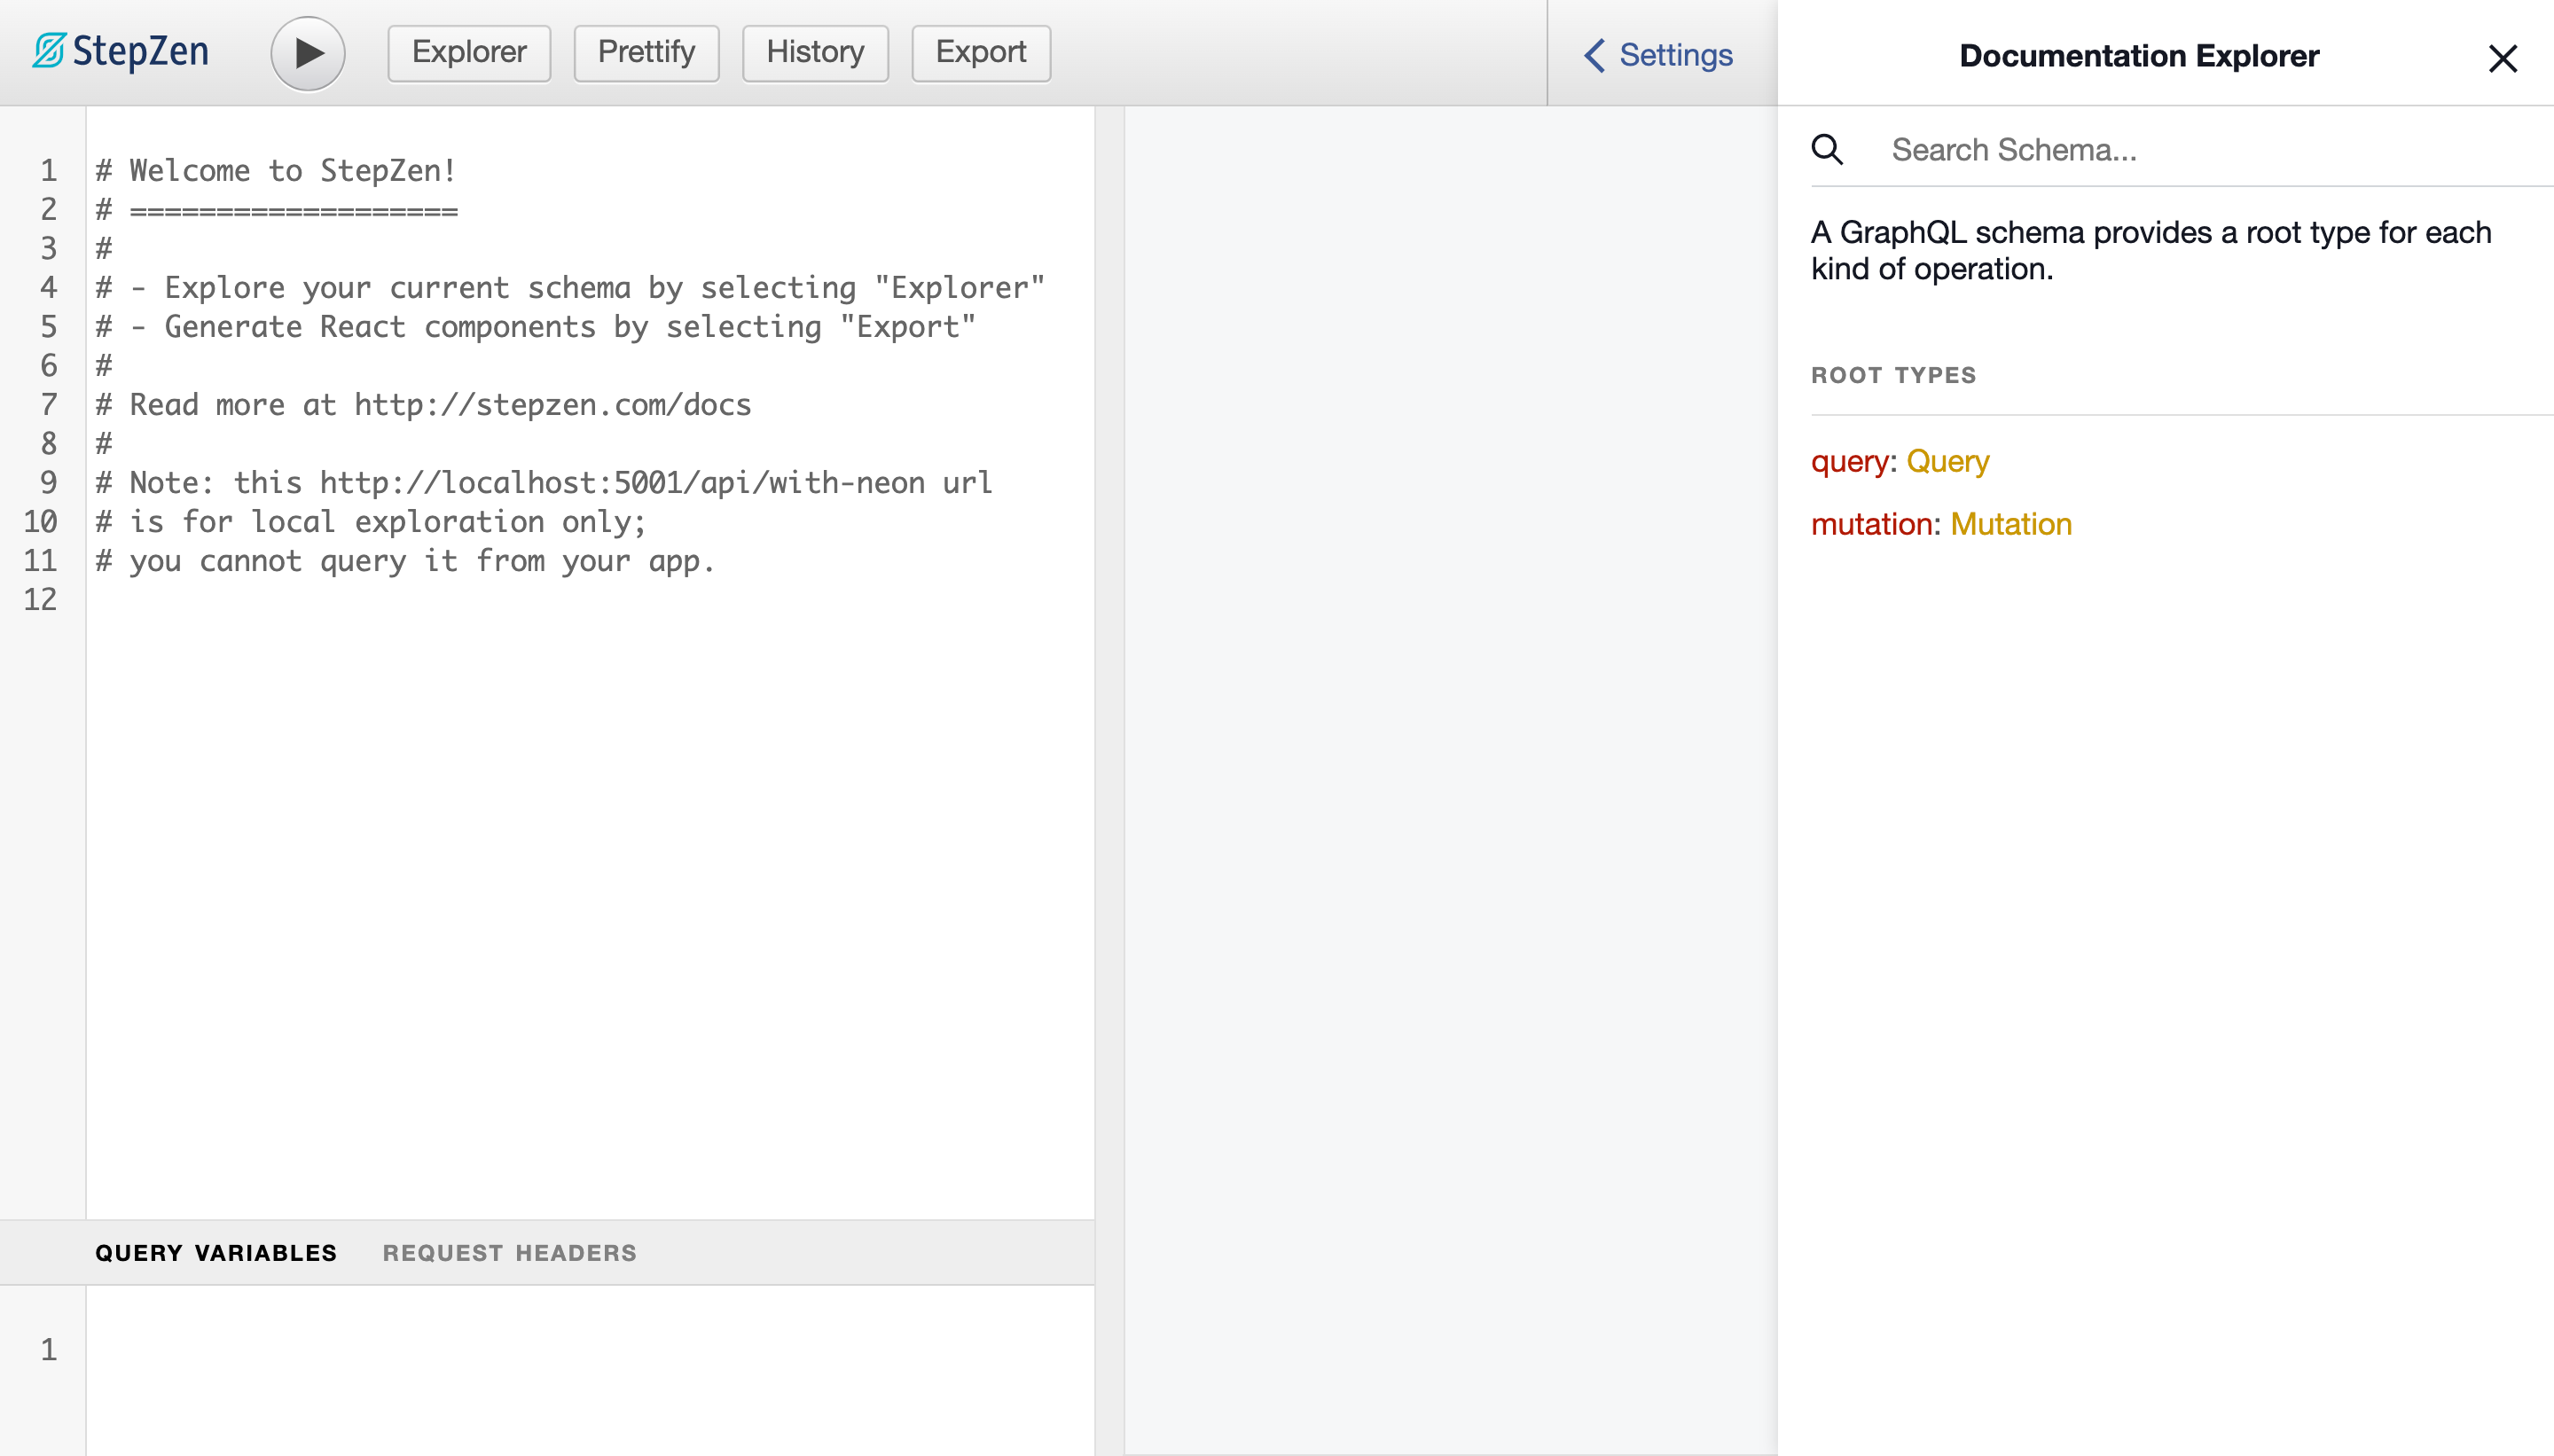 StepZen
Explorer
Prettify
History
Export
Settings
1 # Welcome to StepZen!
2 # ===================
3 #
4 # - Explore your current schema by selecting "Explorer"
5 # - Generate React components by selecting "Export"
6 #
7 # Read more at http://stepzen.com/docs
8 #
9 # Note: this http://localhost:5001/api/with-neon url
10 # is for local exploration only;
11 # you cannot query it from your app.
12
QUERY VARIABLES
REQUEST HEADERS
1
Documentation Explorer
Search Schema...
A GraphQL schema provides a root type for each
kind of operation.
ROOT TYPES
query: Query
mutation: Mutation